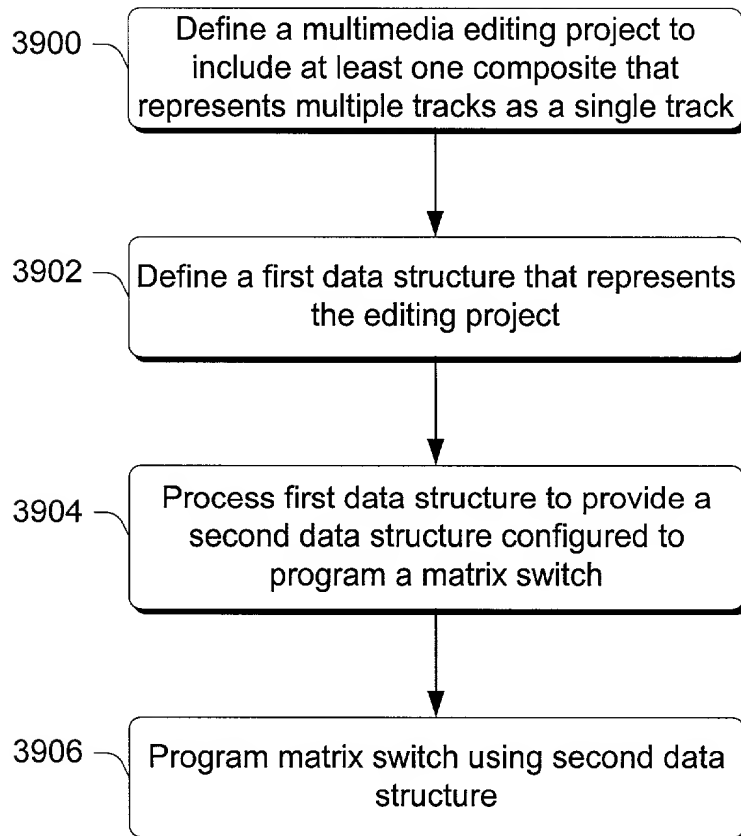 3900
Define a multimedia editing project to
include at least one composite that
represents multiple tracks as a single track
3902
Define a first data structure that represents
the editing project
3904
Process first data structure to provide a
second data structure configured to
program a matrix switch
3906
Program matrix switch using second data
structure